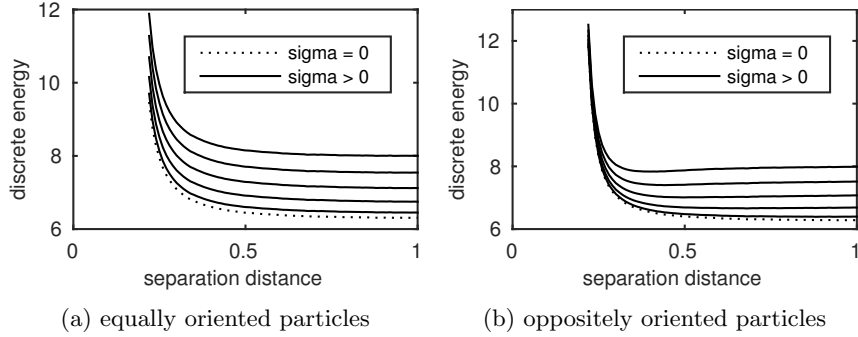 12
10
8
6
0
0.5
1
discrete energy
separation distance
sigma = 0
sigma > 0
(a) equally oriented particles
12
10
8
6
0
0.5
1
discrete energy
separation distance
sigma = 0
sigma > 0
(b) oppositely oriented particles